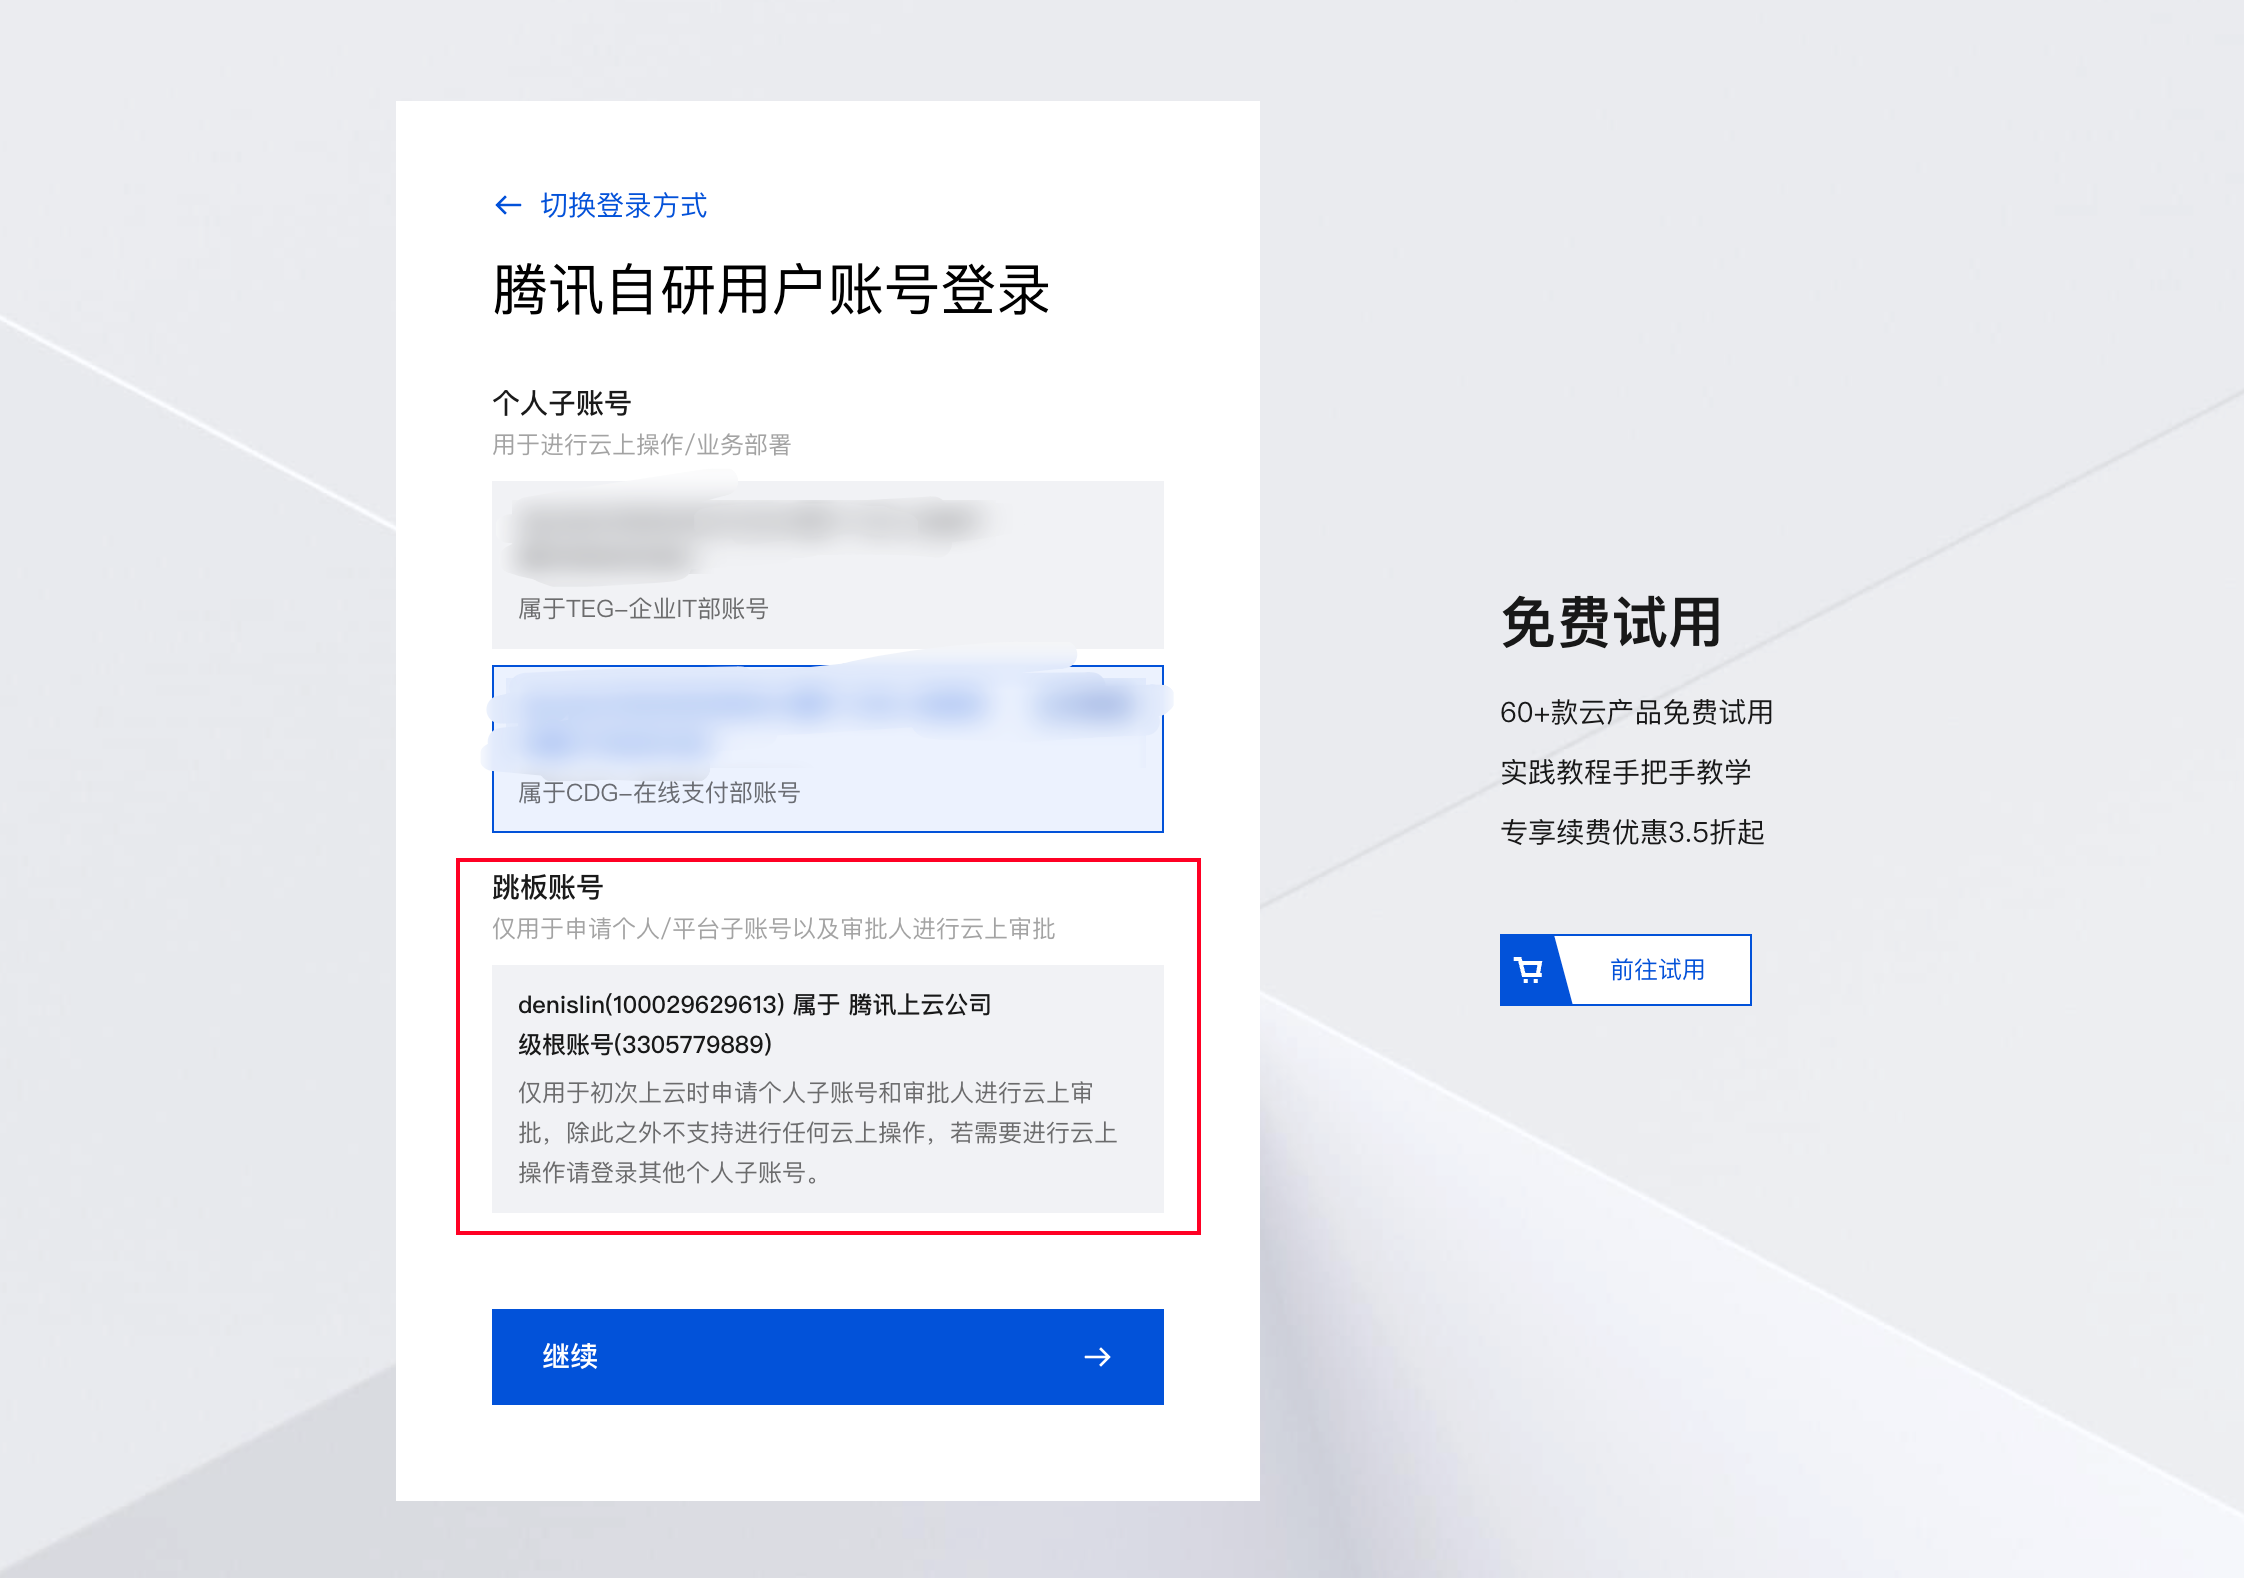 切换登录方式
腾讯自研用户账号登录
个人子账号
用于进行云上操作/业务部署
属于TEG-企业IT部账号
属于CDG-在线支付部账号
跳板账号
仅用于申请个人/平台子账号以及审批人进行云上审批
denislin(100029629613) 属于 腾讯上云公司
级根账号(3305779889)
仅用于初次上云时申请个人子账号和审批人进行云上审
批，除此之外不支持进行任何云上操作，若需要进行云上
操作请登录其他个人子账号。
继续
免费试用
60+款云产品免费试用
实践教程手把手教学
专享续费优惠3.5折起
前往试用